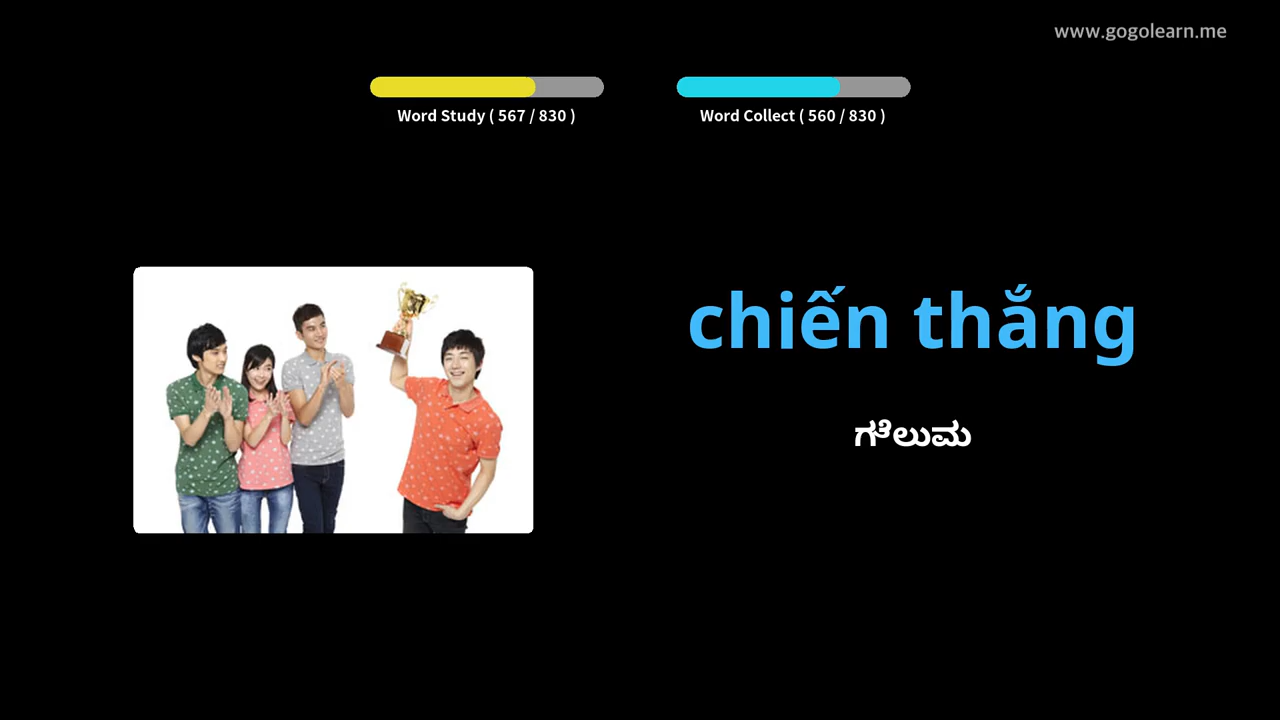 www.gogolearn.me
Word Study ( 567 / 830 )
Word Collect ( 560 / 830 )
chiến thắng
ಗೆಲುಮ